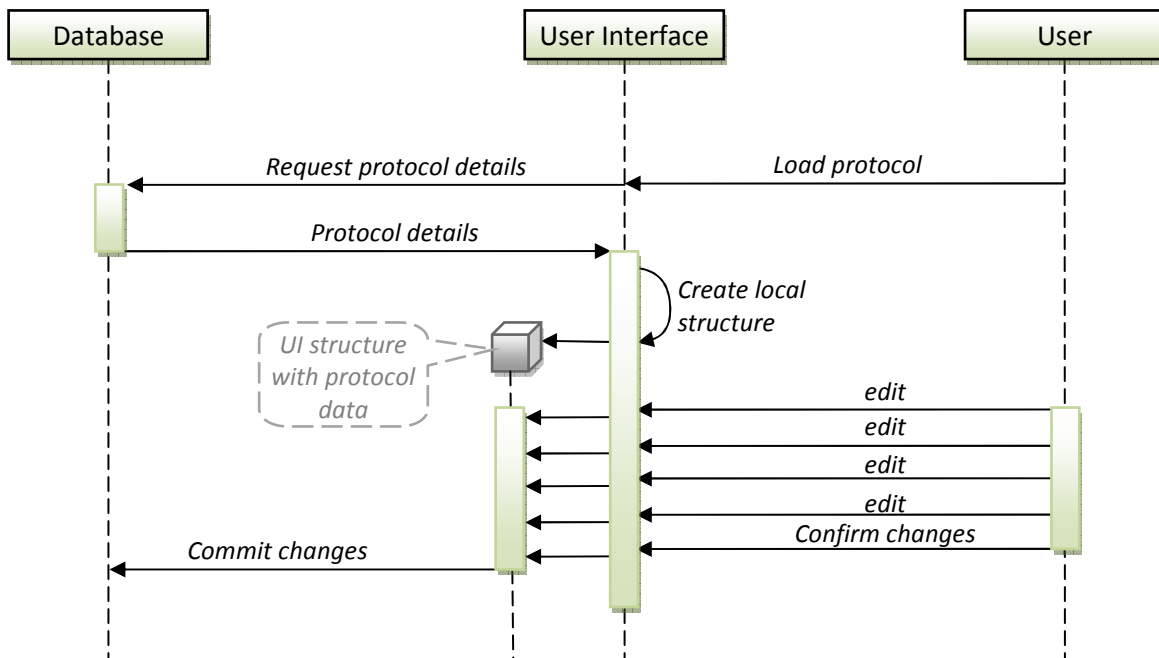 Database
User Interface
User
Request protocol details
Load protocol
Protocol details
Create local
structure
UI structure
with protocol
data
edit
edit
edit
edit
Confirm changes
Commit changes